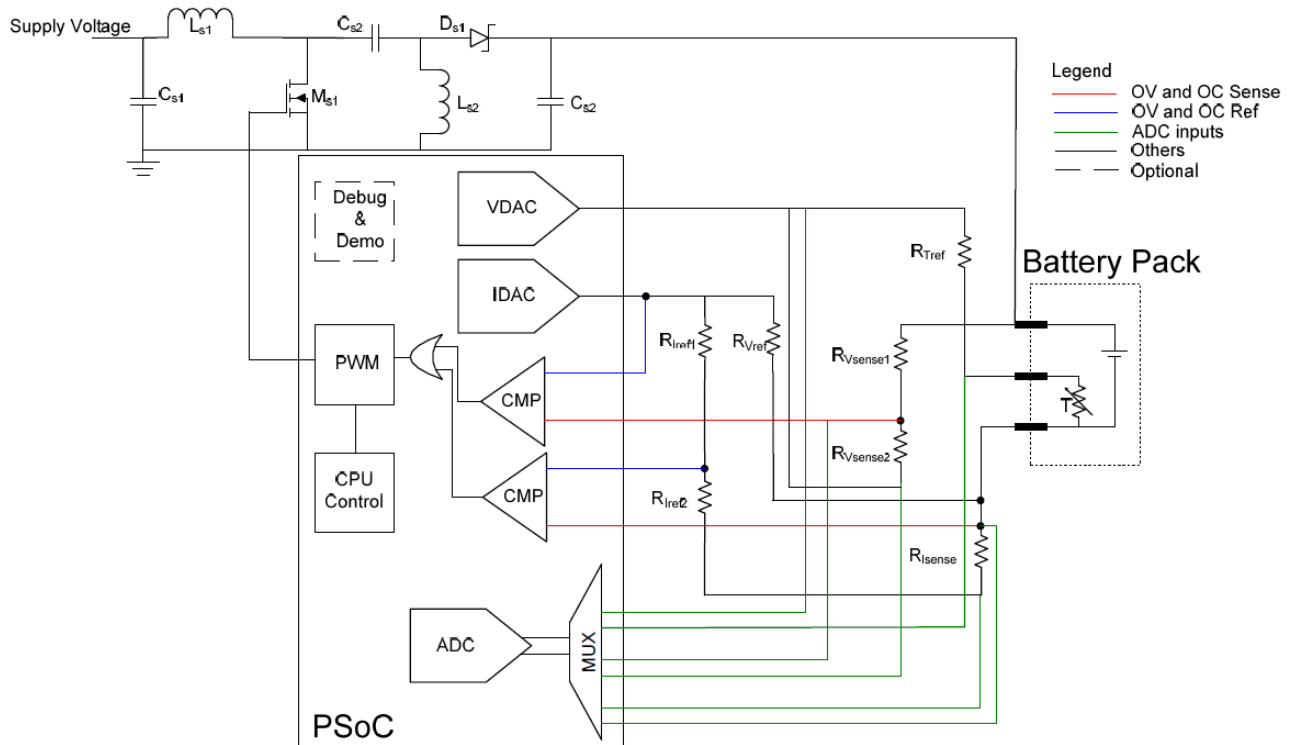 Supply Voltage
Ls1
Cs2
Ds1
Cs1
Ms1
Ls2
Cs2
Legend
OV and OC Sense
OV and OC Ref
ADC inputs
Others
Optional
Debug
&
Demo
VDAC
RTref
Battery Pack
IDAC
PWM
RIref1
RVref
RVsense1
CMP
T
RVsense2
CPU
Control
CMP
RIref2
RIsense
ADC
MUX
PSoC